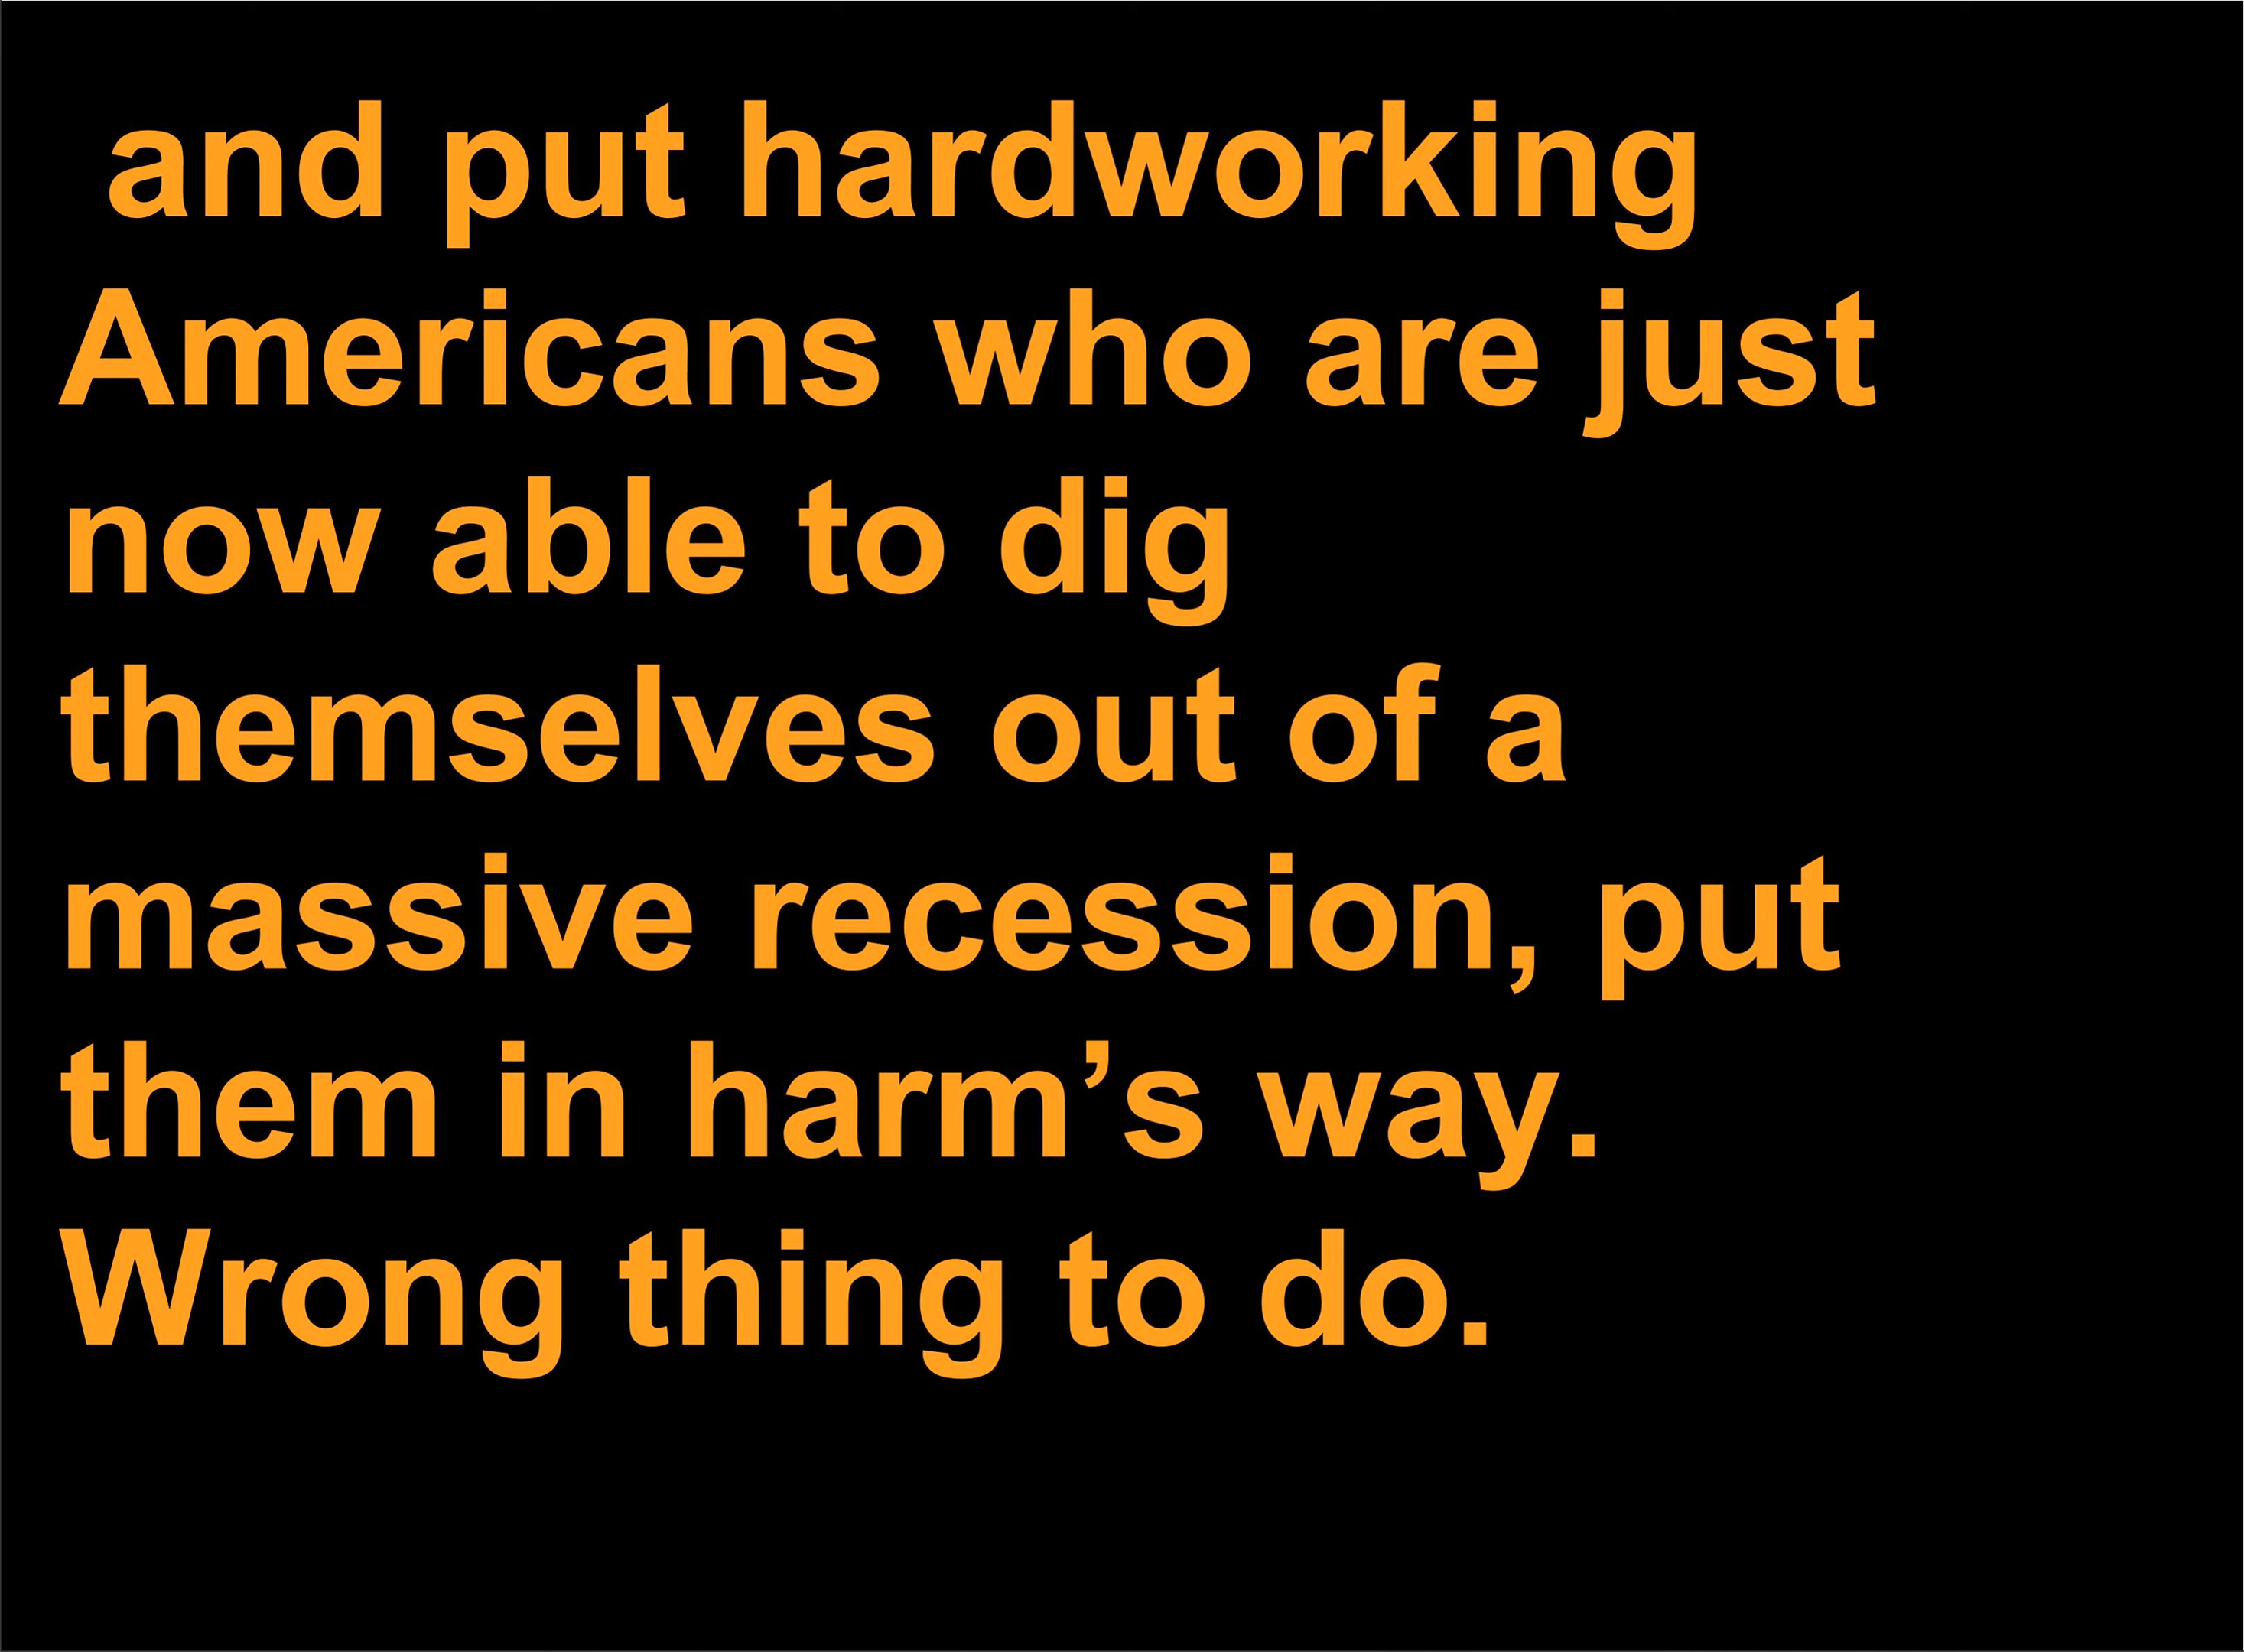 and put hardworking
Americans who are just
now able to dig
themselves out of a
massive recession, put
them in harm’s way.
Wrong thing to do.